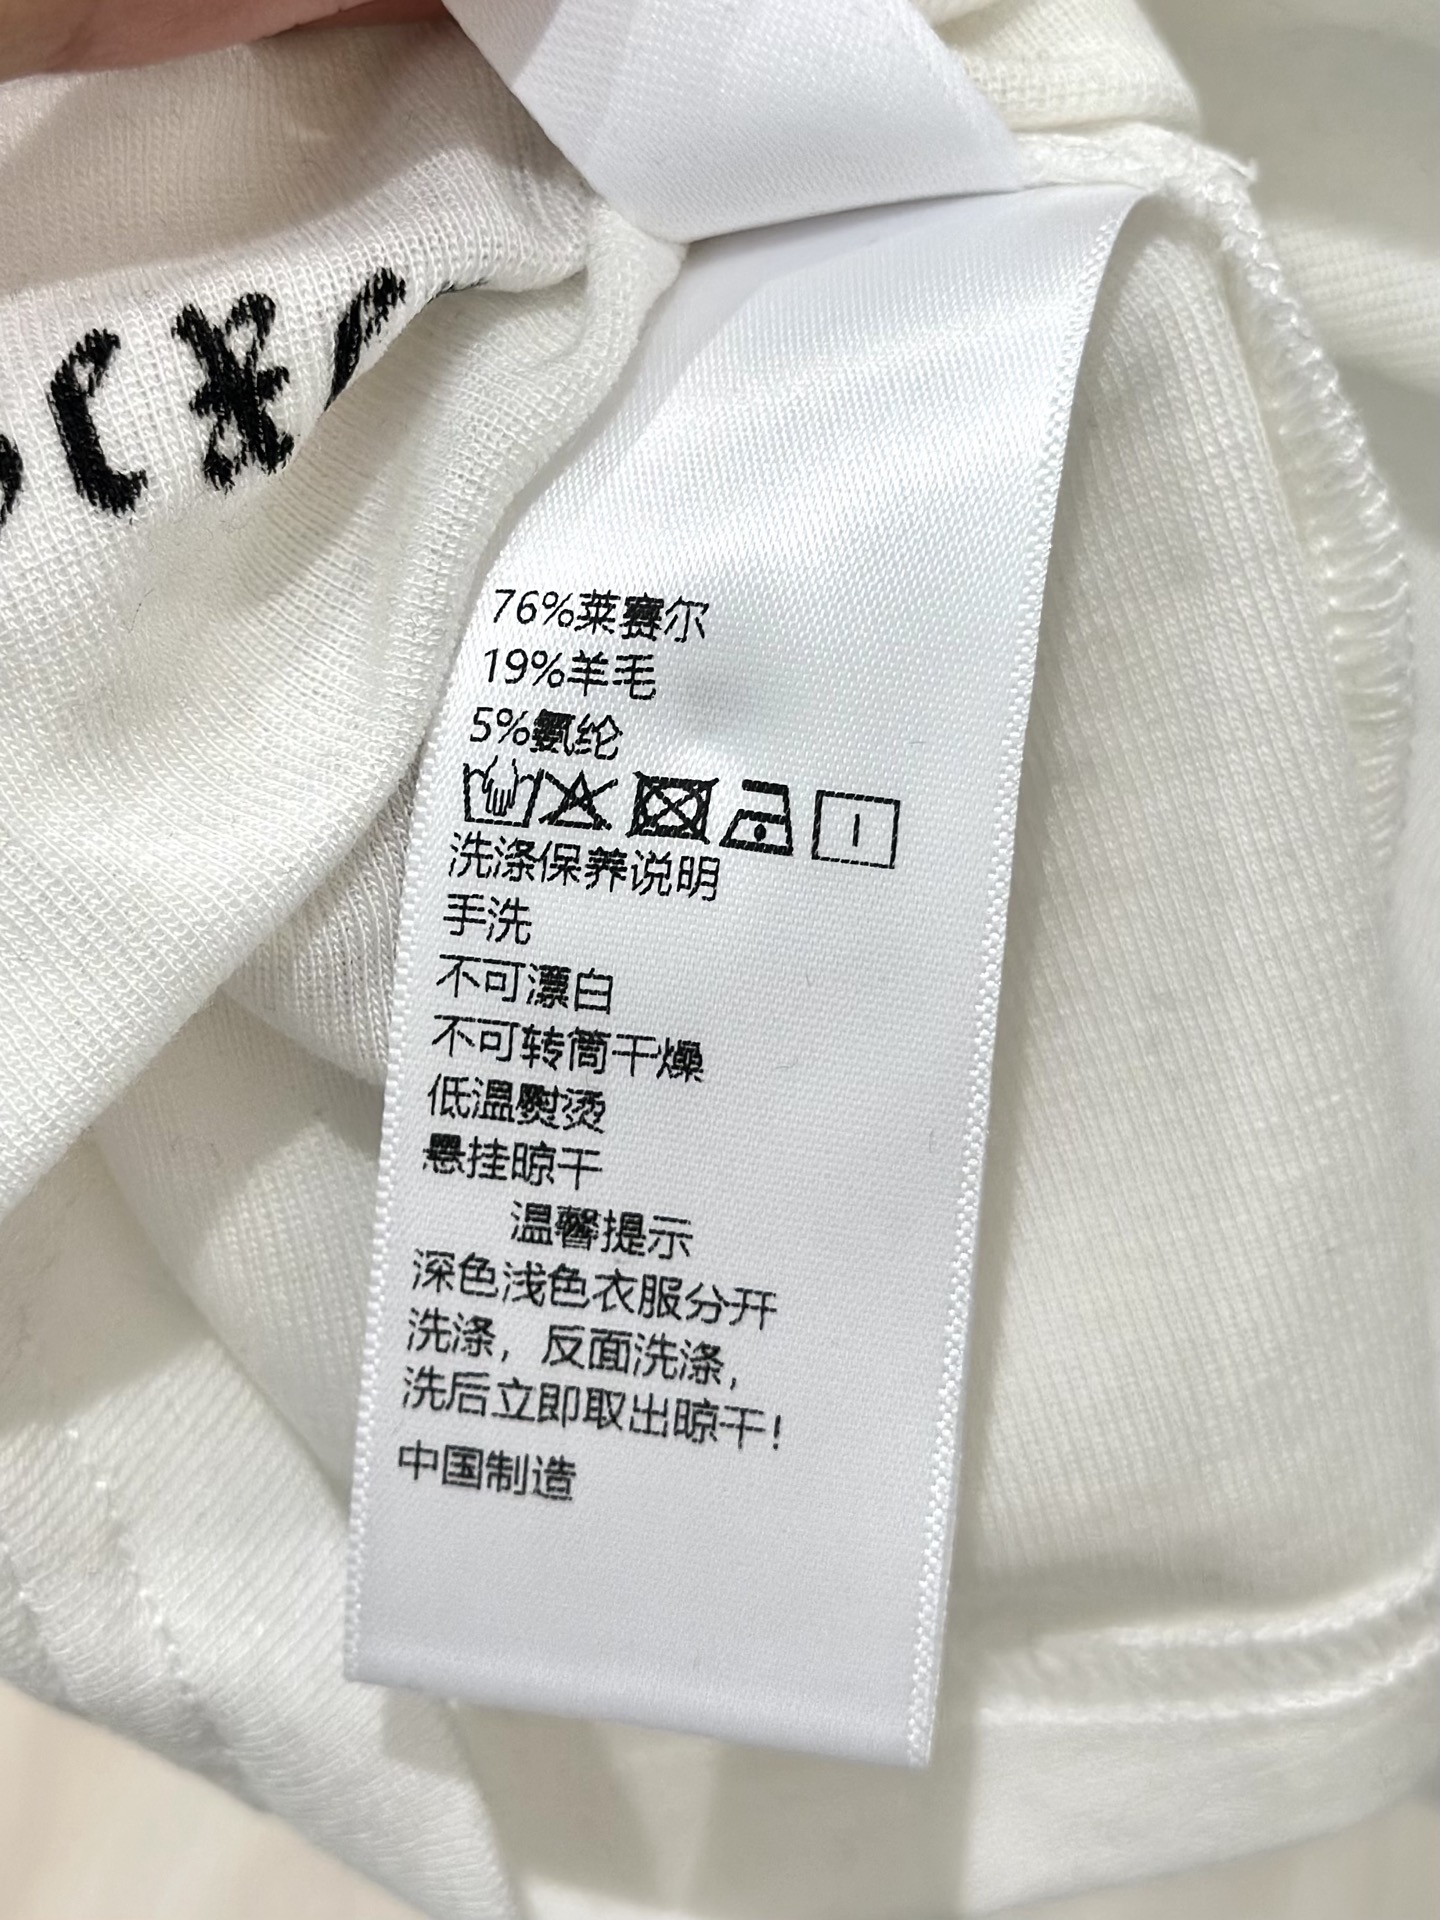 76%莱赛尔
19%羊毛
5%氨纶
洗涤保养说明
手洗
不可漂白
不可转筒干燥
低温熨烫
悬挂晾干
温馨提示
深色浅色衣服分开
洗涤，反面洗涤，
洗后立即取出晾干!
中国制造